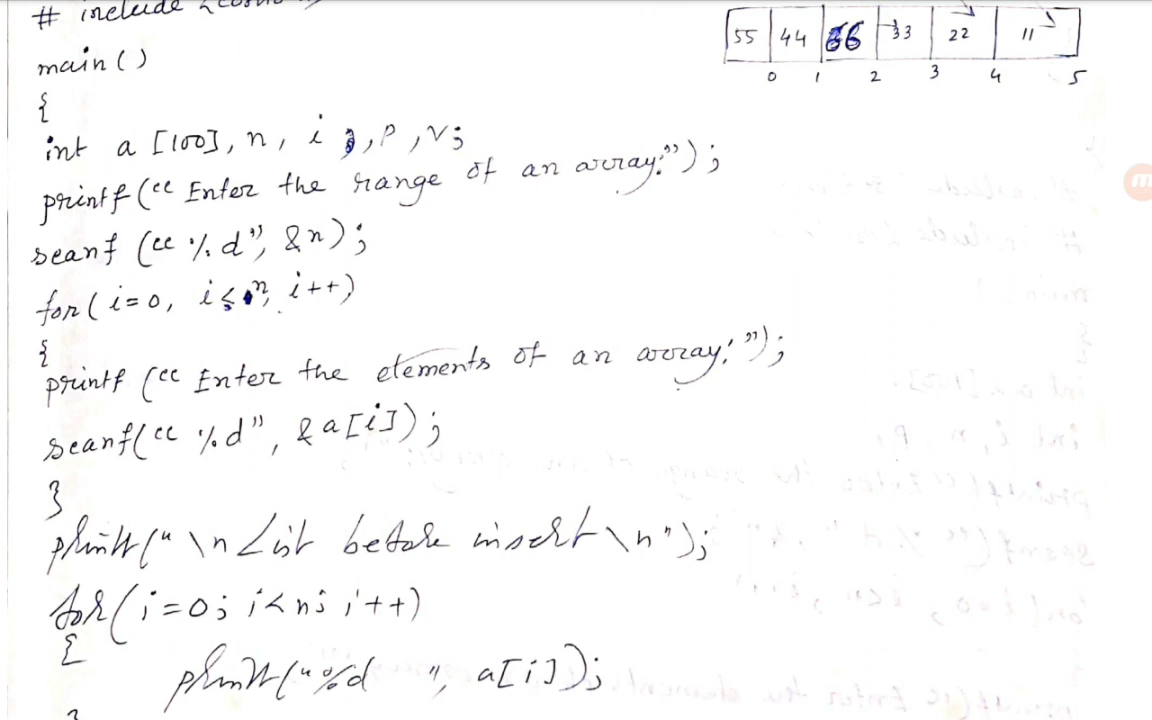 # include
main ( )
{
int a [100], n, i , p , v;
printf (" Enter the range of an array:");
scanf (" % d", &n);
for ( i = 0, i < n, i ++)
{
printf (" Enter the elements of an array:");
scanf(" % d", & a [i]);
}
printf(" \n List before insert \n");
for ( i = 0; i < n; i ++)
{
printf("%d ", a[i]);
55 44 66 33 22 11
0 1 2 3 4 5